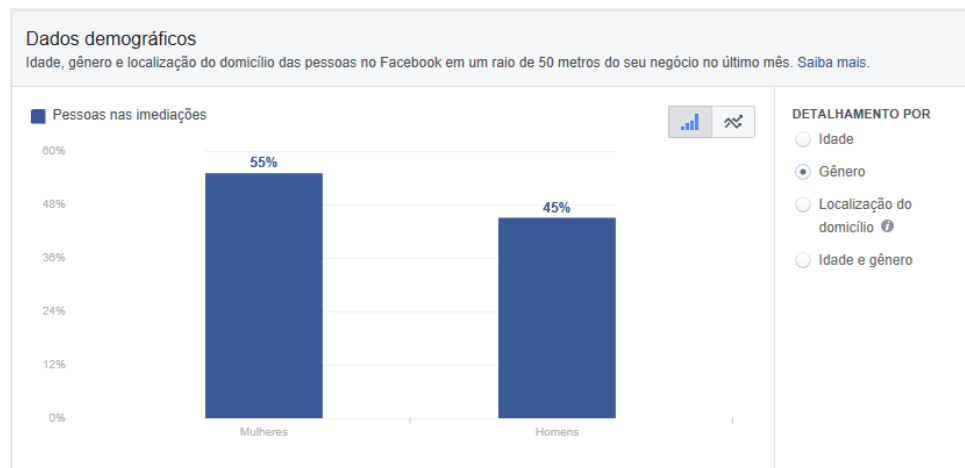 Dados demográficos
Idade, gênero e localização do domicílio das pessoas no Facebook em um raio de 50 metros do seu negócio no último mês. Saiba mais.
Pessoas nas imediações
60%
48%
36%
24%
12%
0%
55%
45%
Mulheres
Homens
DETALHAMENTO POR
Idade
Gênero
Localização do
domicílio
Idade e gênero